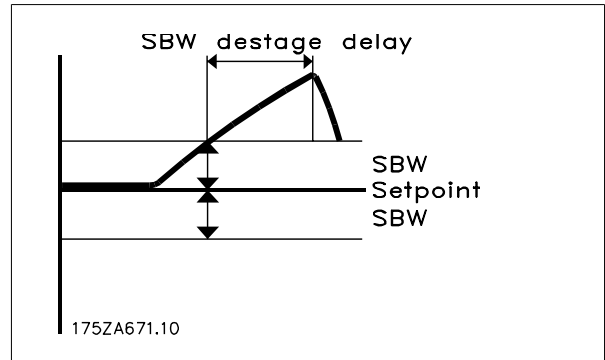 SBW destage delay
SBW
Setpoint
SBW
175ZA671.10